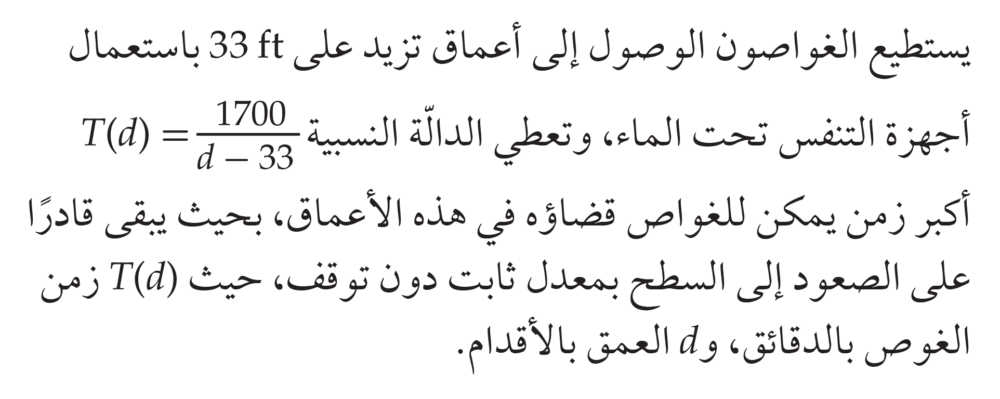 يستطيع الغواصون الوصول إلى أعماق تزيد على 33 ft باستعمال
أجهزة التنفس تحت الماء، وتعطي الدالّة النسبية T(d) = \frac{1700}{d - 33}
أكبر زمن يمكن للغواص قضاؤه في هذه الأعماق، بحيث يبقى قادرًا
على الصعود إلى السطح بمعدل ثابت دون توقف، حيث T(d) زمن
الغوص بالدقائق، و d العمق بالأقدام.